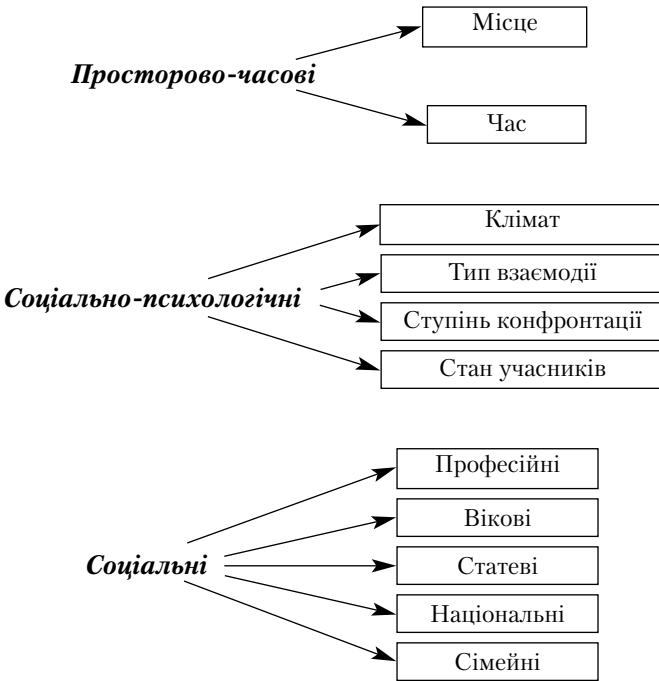 Місце
Просторово-часові
Час
Клімат
Тип взаємодії
Соціально-психологічні
Ступінь конфронтації
Стан учасників
Професійні
Вікові
Соціальні
Статеві
Національні
Сімейні